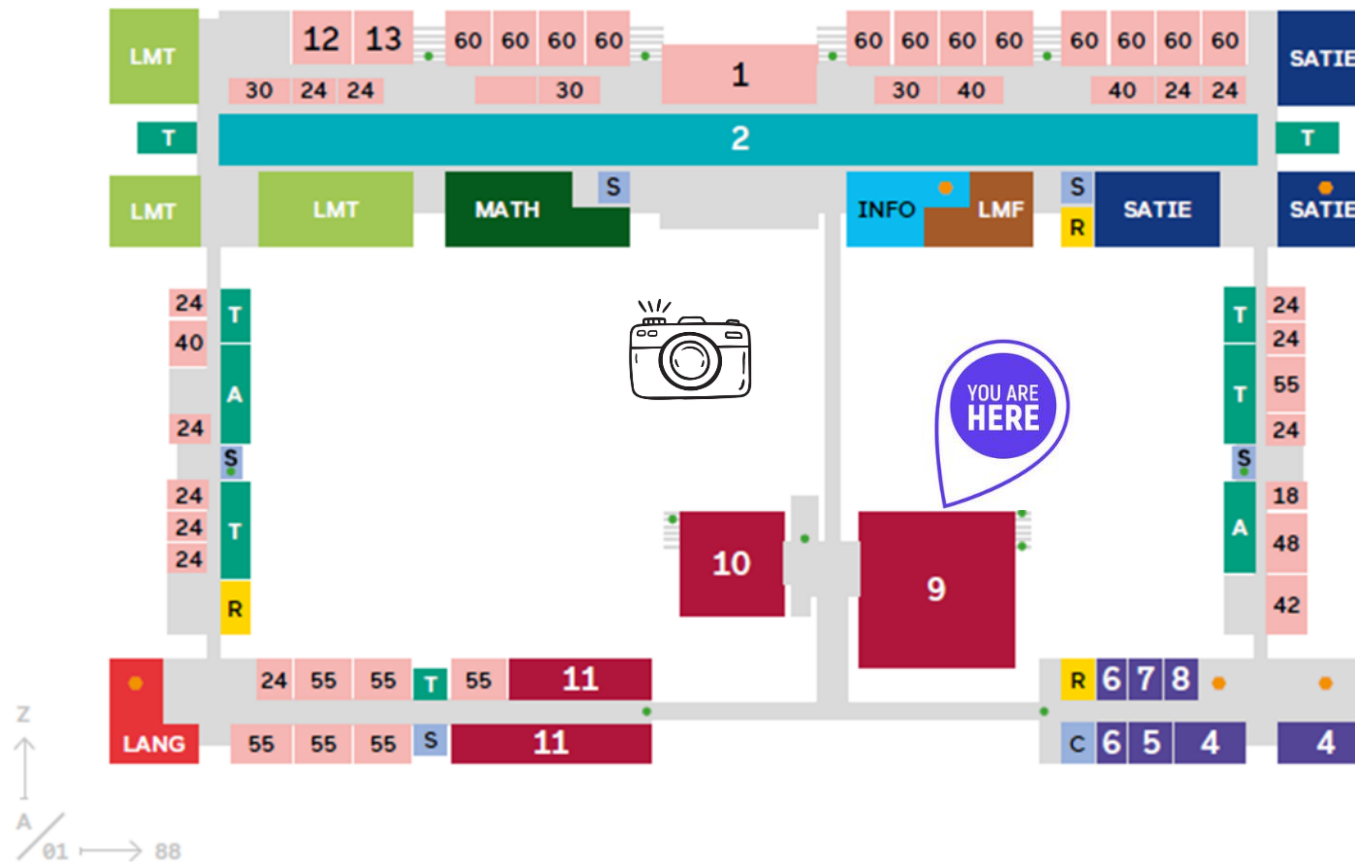 LMT
12 13 60 60 60 60 1 60 60 60 60 60 60 60 60
SATIE
30 24 24 30 30 40 40 24 24
T 2 T
LMT LMT MATH S INFO LMF S R SATIE SATIE
24 T T 24
40 24
A T 55
24 24
S S
24 18
24 T A 48
24
R 42
YOU ARE
HERE
10 9
24 55 55 T 55 11 R 6 7 8
LANG 55 55 55 S 11 C 6 5 4 4
Z
A
01 88